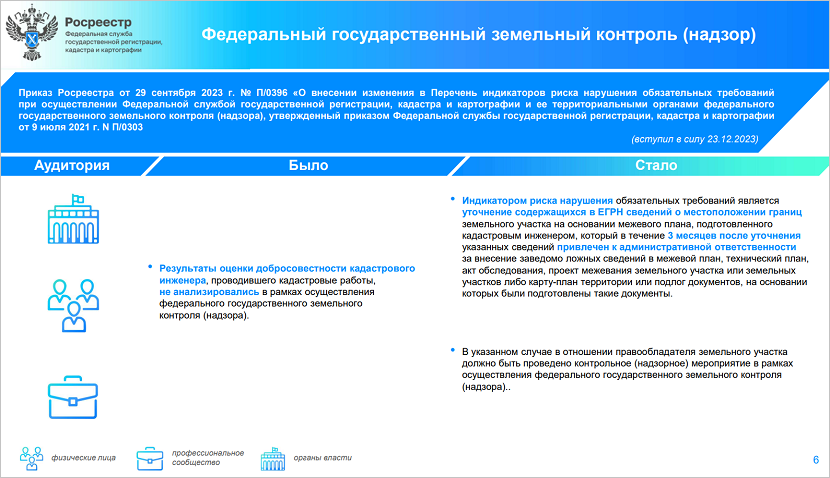 Росреестр
Федеральная служба
государственной регистрации,
кадастра и картографии
Федеральный государственный земельный контроль (надзор)
Приказ Росреестра от 29 сентября 2023 г. № П/0396 «О внесении изменения в Перечень индикаторов риска нарушения обязательных требований
при осуществлении Федеральной службой государственной регистрации, кадастра и картографии и ее территориальными органами федерального
государственного земельного контроля (надзора), утвержденный приказом Федеральной службы государственной регистрации, кадастра и картографии
от 9 июля 2021 г. N П/0303
(вступил в силу 23.12.2023)
Аудитория
Было
Стало
• Результаты оценки добросовестности кадастрового
инженера, проводившего кадастровые работы,
не анализировались в рамках осуществления
федерального государственного земельного
контроля (надзора).
• Индикатором риска нарушения обязательных требований является
уточнение содержащихся в ЕГРН сведений о местоположении границ
земельного участка на основании межевого плана, подготовленного
кадастровым инженером, который в течение 3 месяцев после уточнения
указанных сведений привлечен к административной ответственности
за внесение заведомо ложных сведений в межевой план, технический план,
акт обследования, проект межевания земельного участка или земельных
участков либо карту-план территории или подлог документов, на основании
которых были подготовлены такие документы.
• В указанном случае в отношении правообладателя земельного участка
должно быть проведено контрольное (надзорное) мероприятие в рамках
осуществления федерального государственного земельного контроля
(надзора)..
физические лица
профессиональное
сообщество
органы власти
6